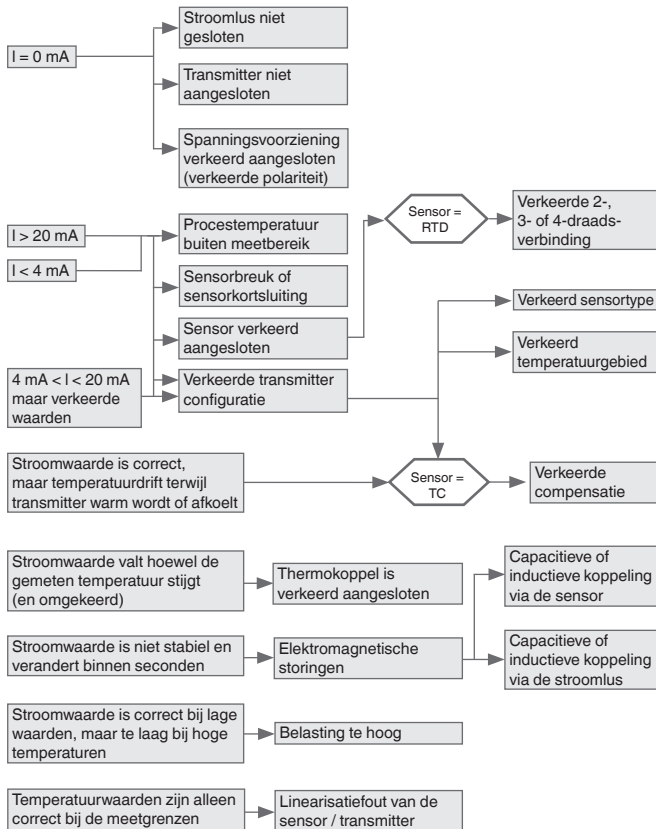 I = 0 mA
Stroomlus niet
gesloten
Transmitter niet
aangesloten
Spanningsvoorziening
verkeerd aangesloten
(verkeerde polariteit)
I > 20 mA
I < 4 mA
4 mA < I < 20 mA
maar verkeerde
waarden
Procestemperatuur
buiten meetbereik
Sensorbreuk of
sensorkortsluiting
Sensor verkeerd
aangesloten
Verkeerde transmitter
configuratie
Sensor =
RTD
Verkeerde 2-,
3- of 4-draads-
verbinding
Verkeerd sensortype
Verkeerd
temperatuurgebied
Stroomwaarde is correct,
maar temperatuurdrift terwijl
transmitter warm wordt of afkoelt
Sensor =
TC
Verkeerde
compensatie
Stroomwaarde valt hoewel de
gemeten temperatuur stijgt
(en omgekeerd)
Thermokoppel is
verkeerd aangesloten
Stroomwaarde is niet stabiel en
verandert binnen seconden
Elektromagnetische
storingen
Capacitieve of
inductieve koppeling
via de sensor
Capacitieve of
inductieve koppeling
via de stroomlus
Stroomwaarde is correct bij lage
waarden, maar te laag bij hoge
temperaturen
Belasting te hoog
Temperatuurwaarden zijn alleen
correct bij de meetgrenzen
Linearisatiefout van de
sensor / transmitter